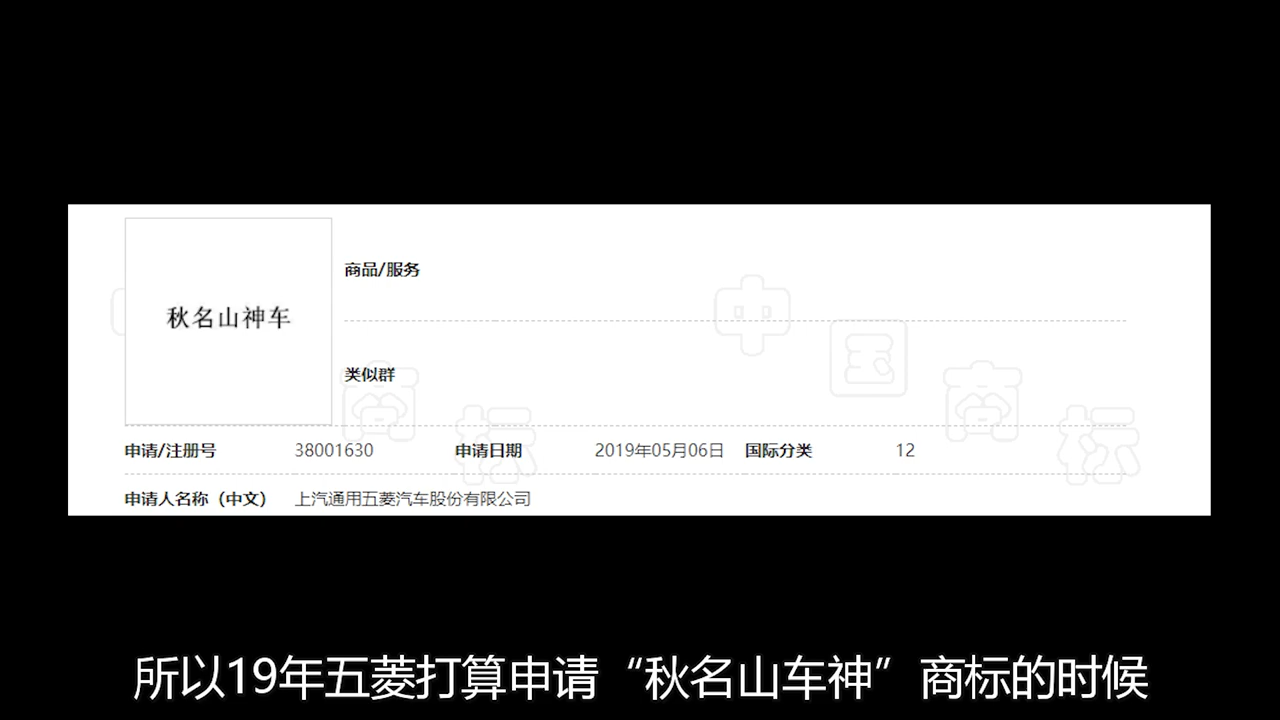 商品/服务
秋名山神车
类似群
申请/注册号 38001630 申请日期 2019年05月06日 国际分类 12
申请人名称（中文） 上汽通用五菱汽车股份有限公司
中国商标
商标
所以19年五菱打算申请“秋名山车神”商标的时候